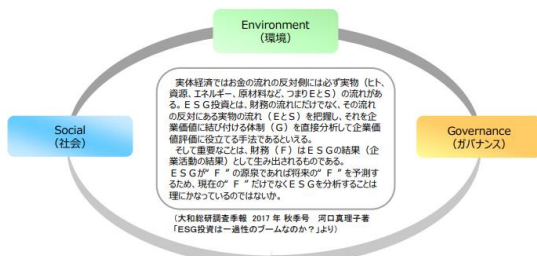 Environment
（環境）
実体経済ではお金の流れの反対側には必ず実物（ヒト、
資源、エネルギー、原材料など、つまりＥとＳ）の流れがあ
る。ＥＳＧ投資とは、財務の流れにだけでなく、その流れ
の反対にある実物の流れ（ＥとＳ）を把握し、それを企
業価値に結び付ける体制（Ｇ）を直接分析して企業価
値評価に役立てる手法であるといえる。
そして重要なことは、財務（Ｆ）はＥＳＧの結果（企
業活動の結果）として生み出されるものである。
ＥＳＧが“Ｆ”の源泉であれば将来の“Ｆ”を予測す
るため、現在の“Ｆ”だけでなくＥＳＧを分析することは
理にかなっているのではないか。
（大和総研調査季報 2017 年 秋季号 河口真理子著
「ESG投資は一過性のブームなのか？」より）
Social
（社会）
Governance
（ガバナンス）